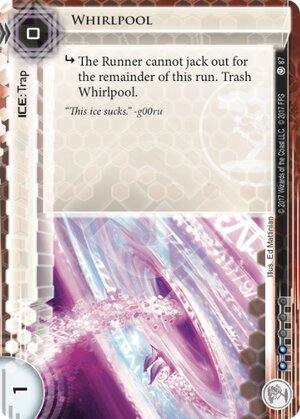 WHIRLPOOL
0
ICE: Trap
↳ The Runner cannot jack out for
the remainder of this run. Trash
Whirlpool.
“This ice sucks.” -g00ru
87
© 2017 Wizards of the Coast LLC. © 2017 FFG
Illus. Ed Mattinian
1